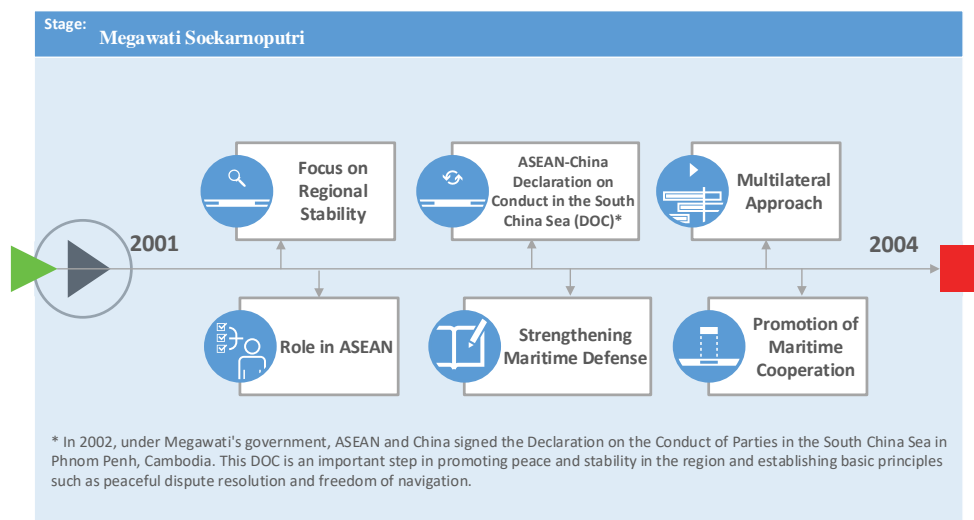 Stage:
Megawati Soekarnoputri
Focus on
Regional
Stability
ASEAN-China
Declaration on
Conduct in the South
China Sea (DOC)*
Multilateral
Approach
2001
2004
Role in ASEAN
Strengthening
Maritime Defense
Promotion of
Maritime
Cooperation
* In 2002, under Megawati's government, ASEAN and China signed the Declaration on the Conduct of Parties in the South China Sea in
Phnom Penh, Cambodia. This DOC is an important step in promoting peace and stability in the region and establishing basic principles
such as peaceful dispute resolution and freedom of navigation.